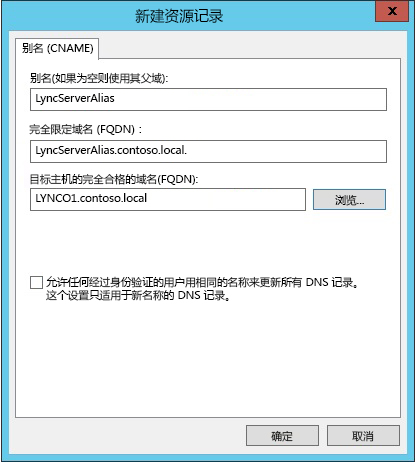 新建资源记录
x
别名 (CNAME)
别名(如果为空则使用其父域):
LyncServerAlias
完全限定域名 (FQDN)：
LyncServerAlias.contoso.local.
目标主机的完全合格的域名(FQDN):
LYNCO1.contoso.local
浏览...
允许任何经过身份验证的用户用相同的名称来更新所有 DNS 记录。
这个设置只适用于新名称的 DNS 记录。
确定
取消